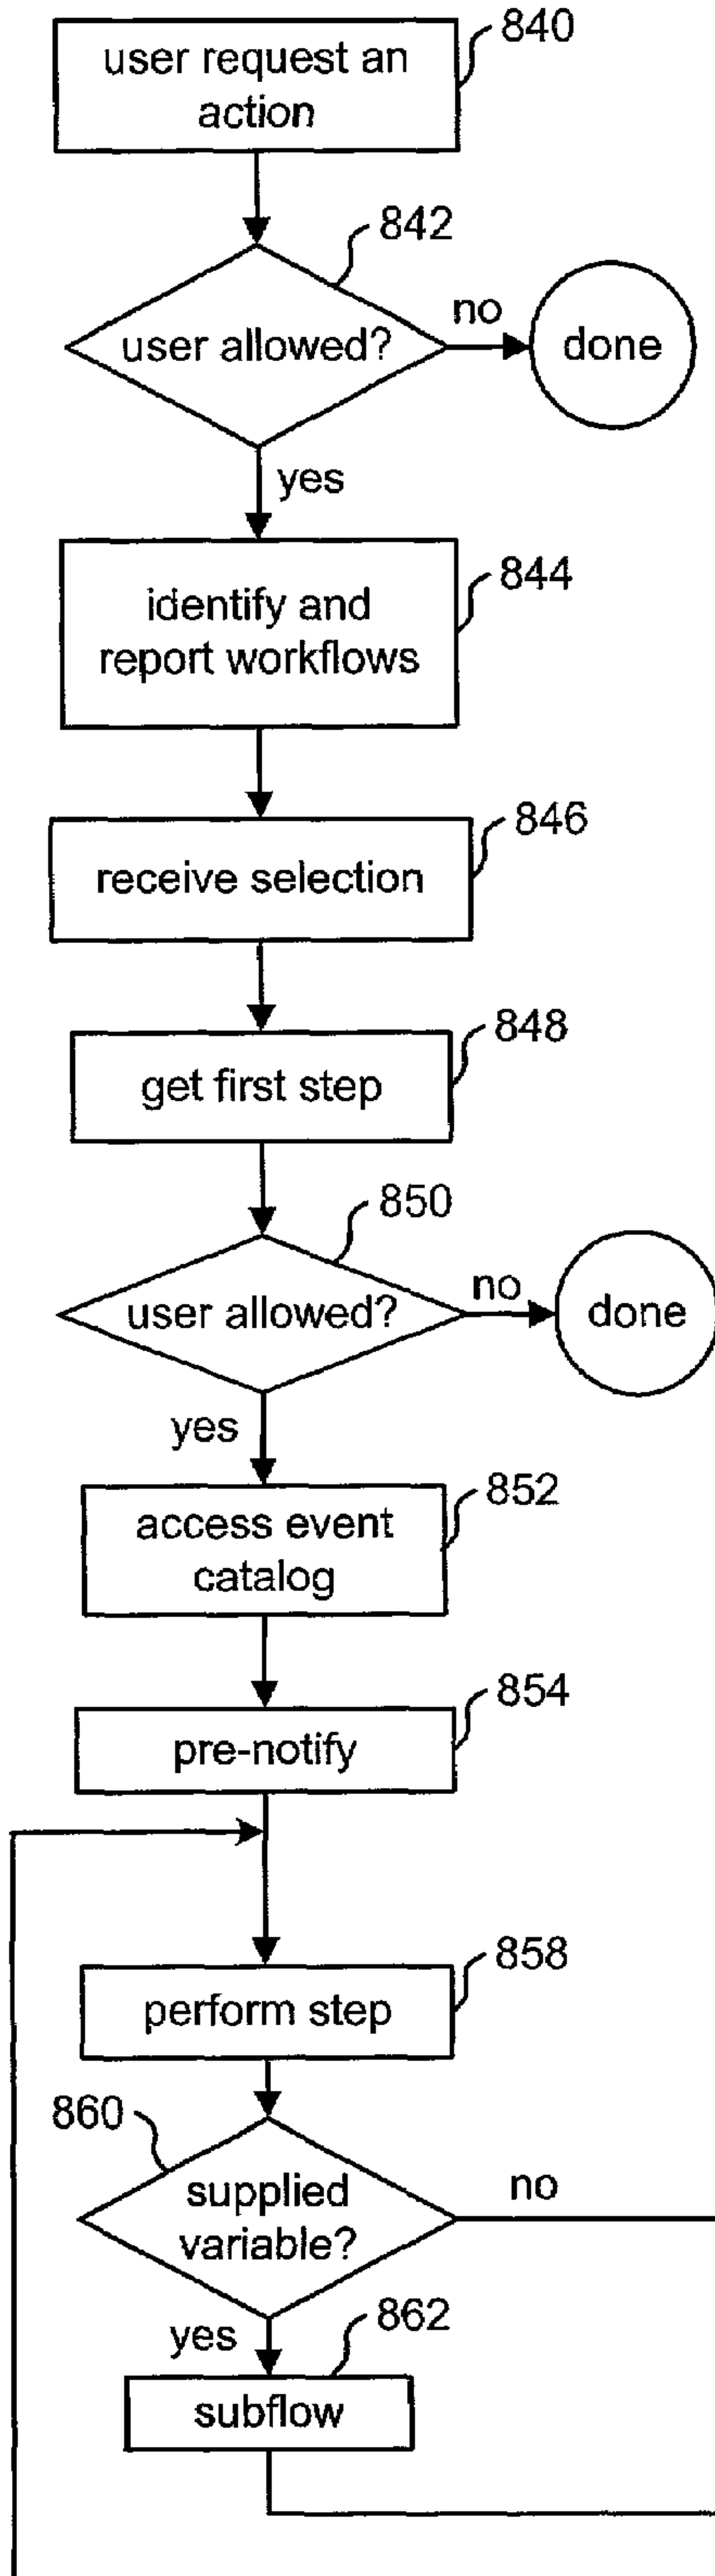 840
user request an
action
842
user allowed?
no
done
yes
identify and
report workflows
844
846
receive selection
848
get first step
850
user allowed?
no
done
yes
852
access event
catalog
854
pre-notify
858
perform step
860
supplied
variable?
no
yes
862
subflow